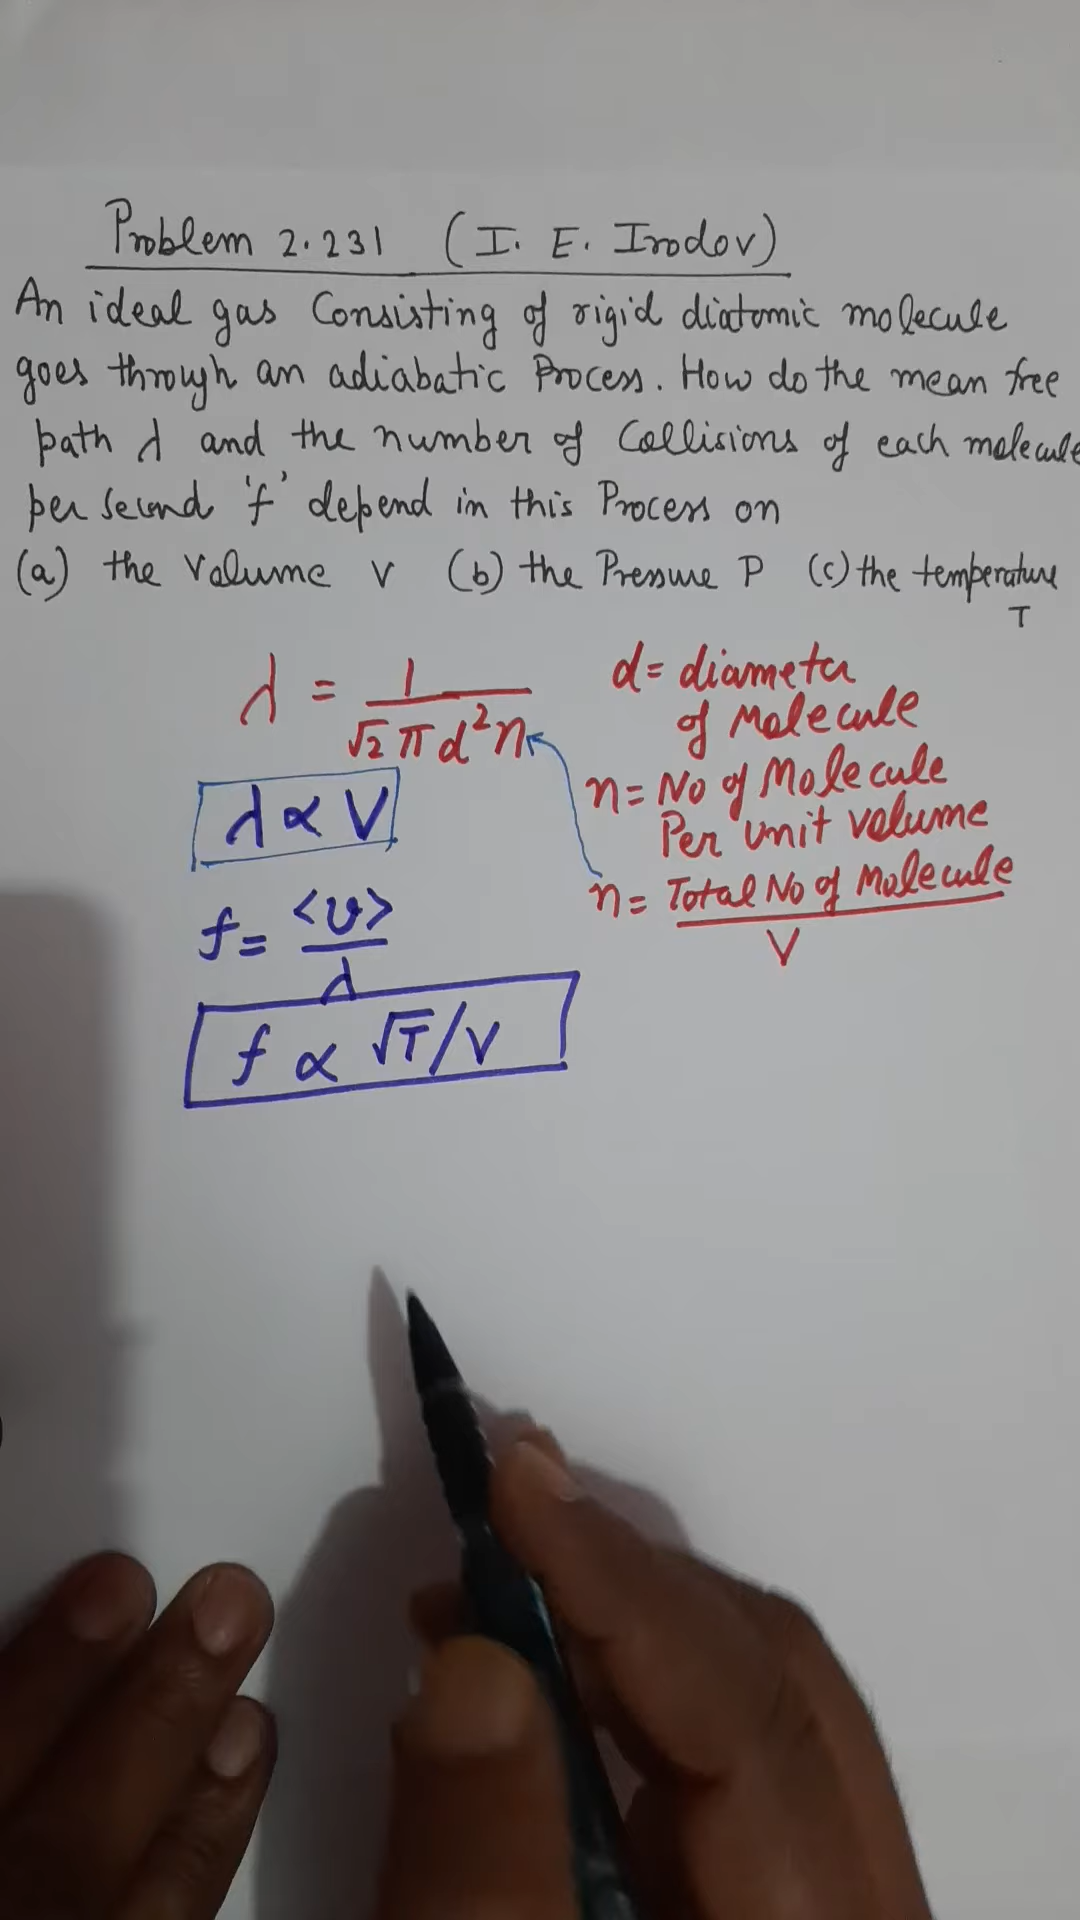 Problem 2.231 (I. E. Irodov)
An ideal gas Consisting of rigid diatomic molecule
goes through an adiabatic Process. How do the mean free
path λ and the number of Collisions of each molecule
per second 'f' depend in this Process on
(a) the Volume V (b) the Pressure P (c) the temperature
T
λ = 1 / √2 π d² n
d = diameter
of Molecule
n = No of Molecule
Per Unit volume
λ ∝ V
n = Total No of Molecule / V
f = <v> / λ
f ∝ √T/V